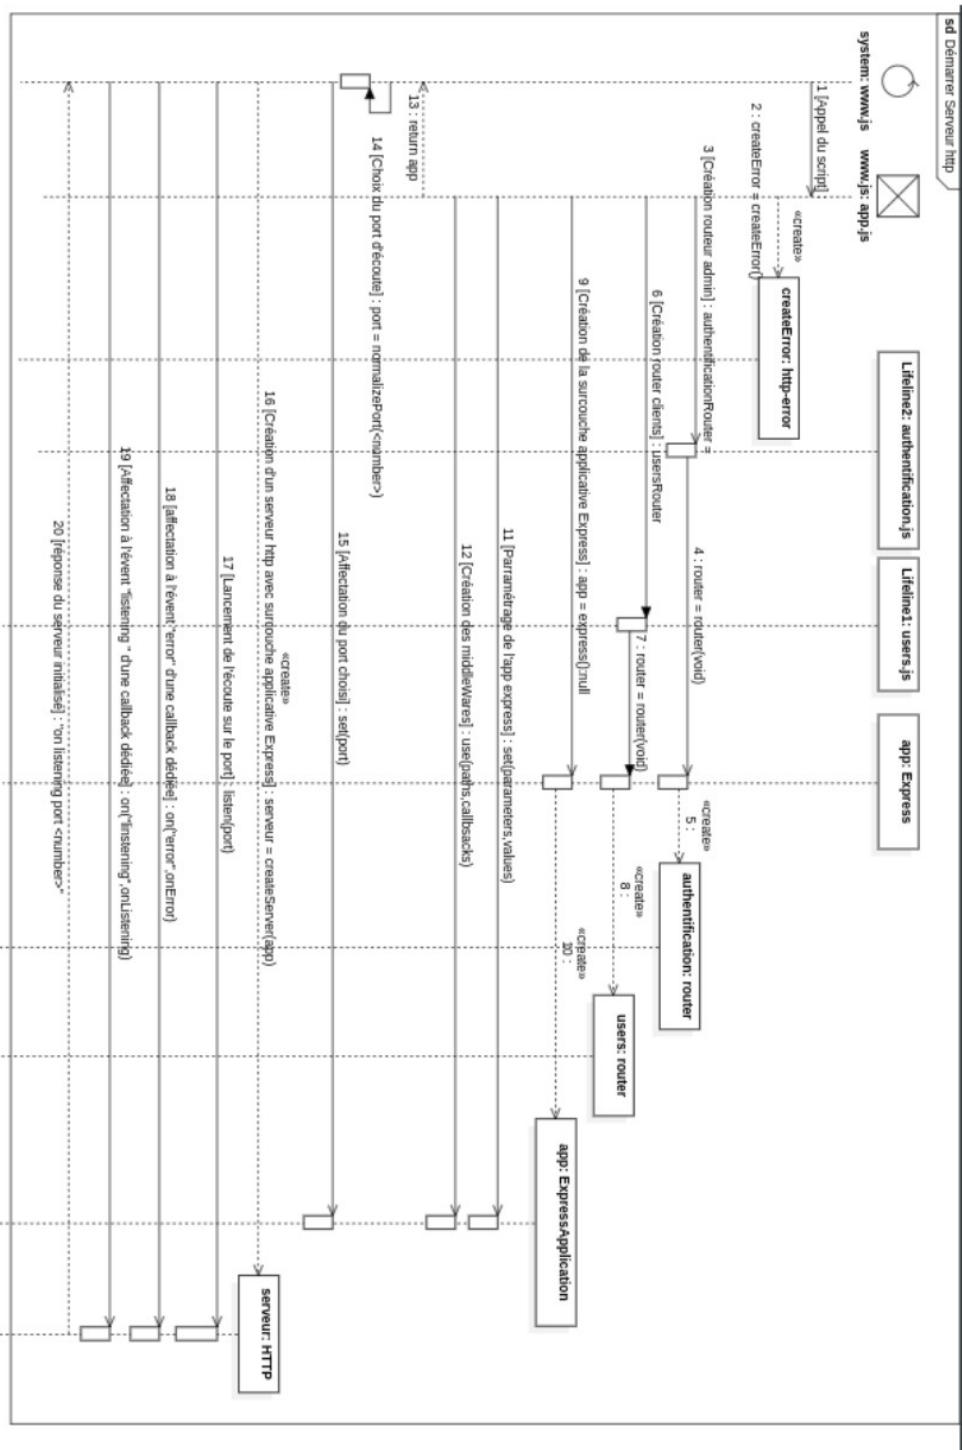 sd Démarrer Serveur http
system: www.js
www.js: app.js
Lifeline2: authentification.js
Lifeline1: users.js
app: Express
1 [Appel du script]
«create»
2 : createError = createError()
createError: http-error
3 [Création routeur admin] : authentificationRouter =
4 : router = router(void)
«create»
5 :
authentification: router
6 [Création router clients] : usersRouter
7 : router = router(void)
«create»
8 :
users: router
9 [Création de la surcouche applicative Express] : app = express():null
«create»
10 :
app: ExpressApplication
11 [Parramétrage de l'app express] : set(parameters,values)
12 [Création des middleWares] : use(paths,callbsacks)
13 : return app
14 [Choix du port d'écoute] : port = normalizePort(<number>)
15 [Affectation du port choisi] : set(port)
«create»
16 [Création d'un serveur http avec surcouche applicative Express] : serveur = createServer(app)
serveur: HTTP
17 [Lancement de l'écoute sur le port] : listen(port)
18 [affectation à l'évent "error" d'une callback dédiée] : on("error",onError)
19 [Affectation à l'évent "listening " d'une callback dédiée] : on("linstening",onListening)
20 [réponse du serveur initialisé] : "on listening port <number>"